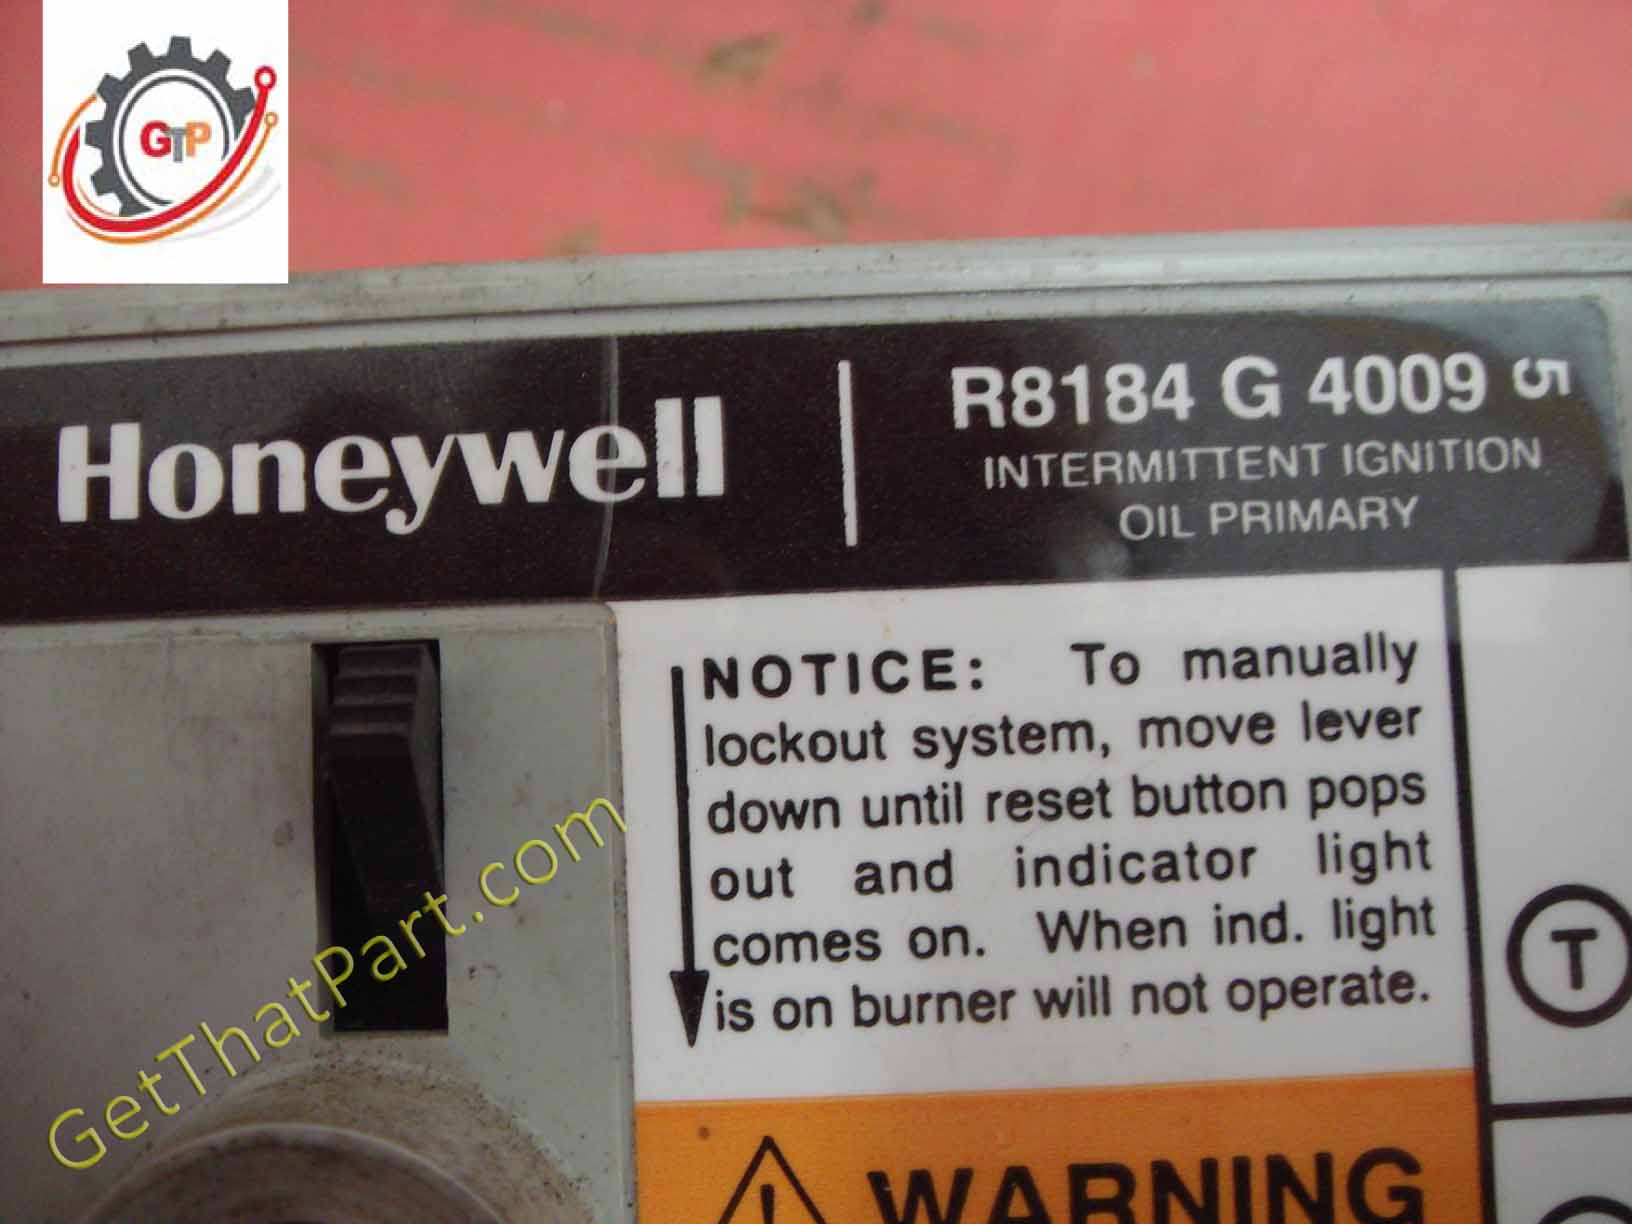 GTP
Honeywell
R8184 G 4009 5
INTERMITTENT IGNITION
OIL PRIMARY
NOTICE: To manually
lockout system, move lever
down until reset button pops
out and indicator light
comes on. When ind. light
is on burner will not operate.
T
WARNING
GetThatPart.com